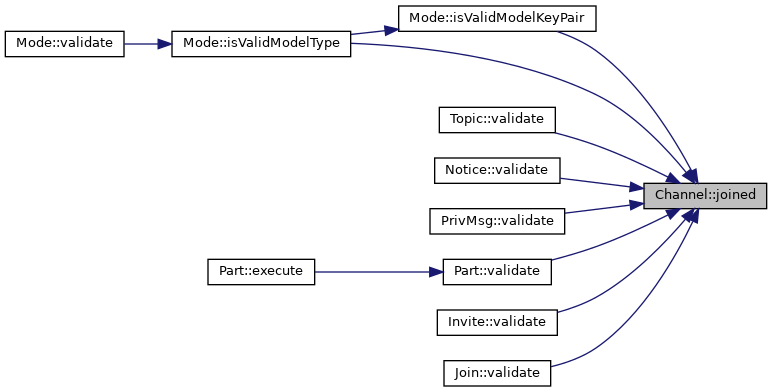 Mode::isValidModelKeyPair
Mode::validate
Mode::isValidModelType
Topic::validate
Notice::validate
Channel::joined
PrivMsg::validate
Part::execute
Part::validate
Invite::validate
Join::validate